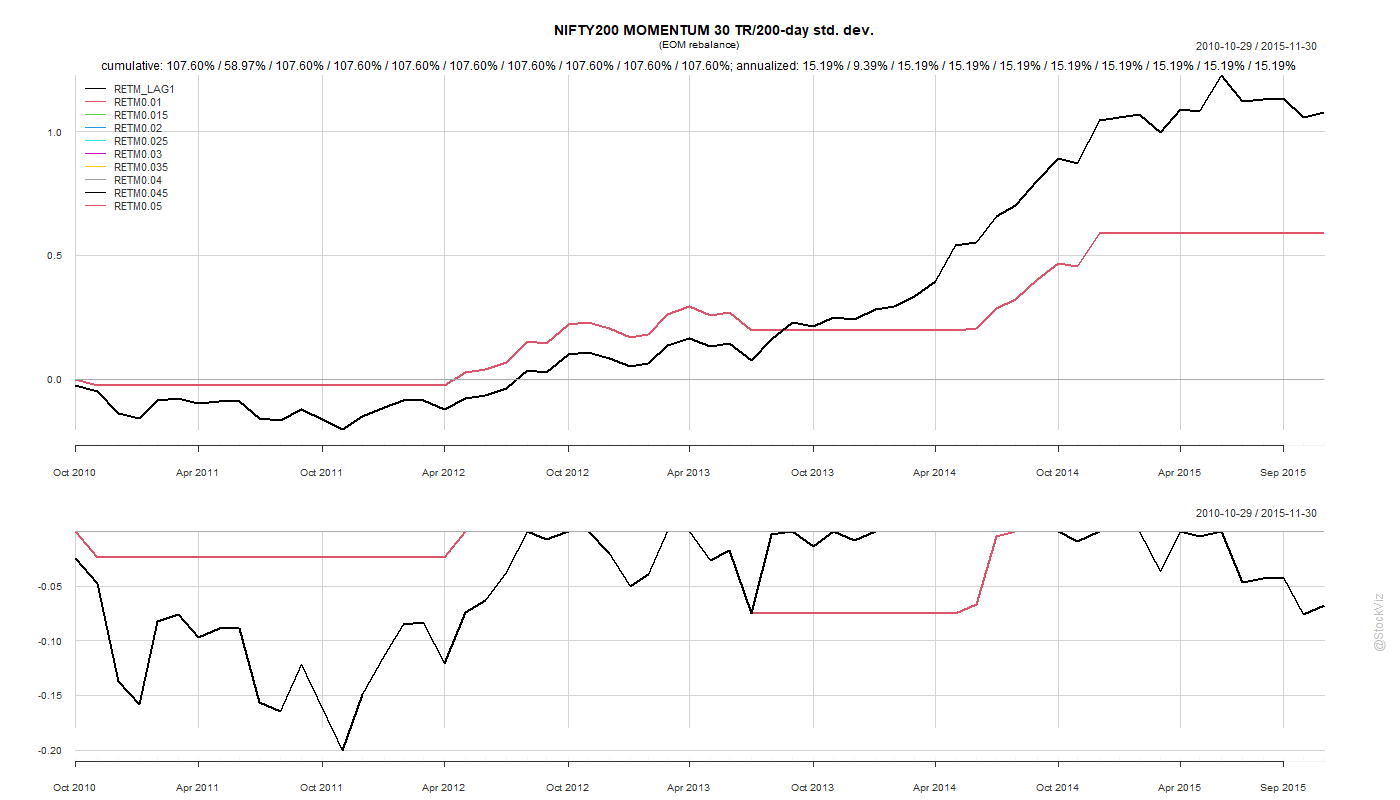 NIFTY200 MOMENTUM 30 TR/200-day std. dev.
(EOM rebalance)
2010-10-29 / 2015-11-30
cumulative: 107.60% / 58.97% / 107.60% / 107.60% / 107.60% / 107.60% / 107.60% / 107.60% / 107.60% / 107.60%; annualized: 15.19% / 9.39% / 15.19% / 15.19% / 15.19% / 15.19% / 15.19% / 15.19% / 15.19% / 15.19%
RETM_LAG1
RETM0.01
RETM0.015
RETM0.02
RETM0.025
RETM0.03
RETM0.035
RETM0.04
RETM0.045
RETM0.05
1.0
0.5
0.0
Oct 2010 Apr 2011 Oct 2011 Apr 2012 Oct 2012 Apr 2013 Oct 2013 Apr 2014 Oct 2014 Apr 2015 Sep 2015
2010-10-29 / 2015-11-30
-0.05
-0.10
-0.15
-0.20
Oct 2010 Apr 2011 Oct 2011 Apr 2012 Oct 2012 Apr 2013 Oct 2013 Apr 2014 Oct 2014 Apr 2015 Sep 2015
@StockViz